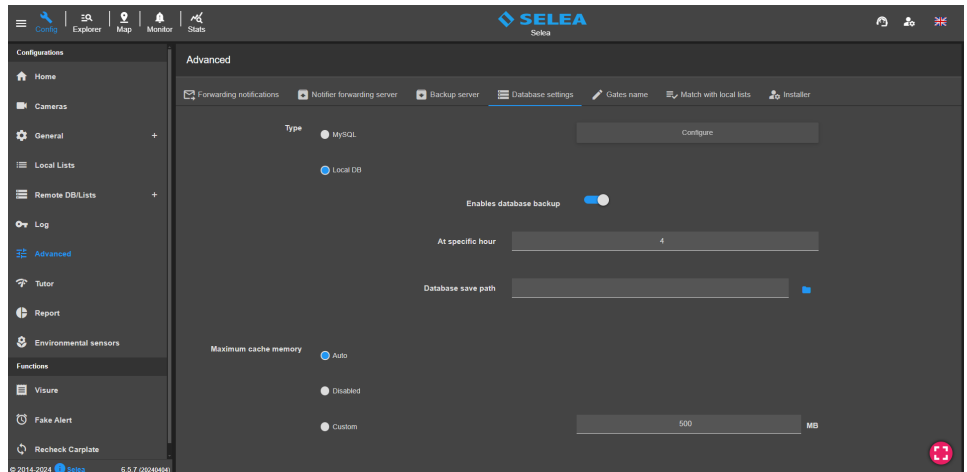 Config
Explorer
Map
Monitor
Stats
SELEA
Selea
Configurations
Home
Cameras
General +
Local Lists
Remote DB/Lists +
Log
Advanced
Tutor
Report
Environmental sensors
Functions
Visure
Fake Alert
Recheck Carplate
© 2014-2024 Selea 6.5.7 (20240404)
Advanced
Forwarding notifications
Notifier forwarding server
Backup server
Database settings
Gates name
Match with local lists
Installer
Type
MySQL
Configure
Local DB
Enables database backup
At specific hour 4
Database save path
Maximum cache memory
Auto
Disabled
Custom
500 MB